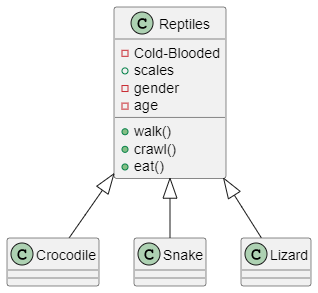 C Reptiles
Cold-Blooded
scales
gender
age
walk()
crawl()
eat()
C Crocodile
C Snake
C Lizard